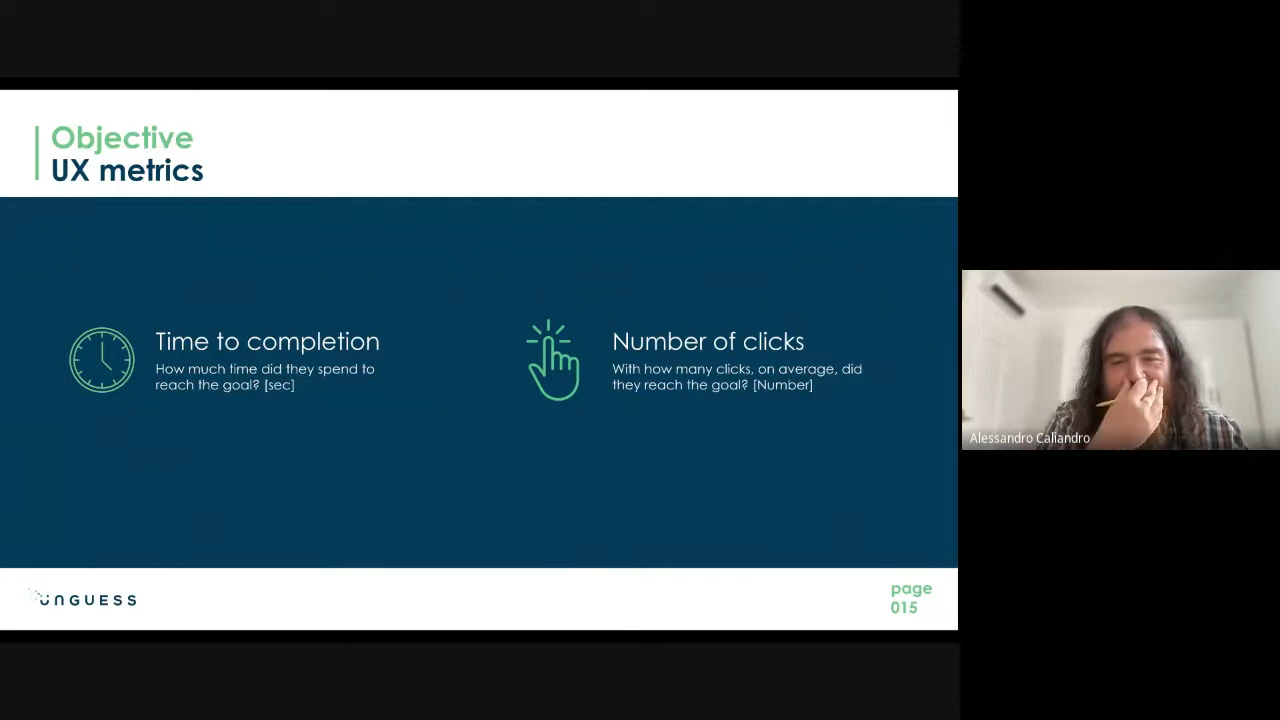 Objective
UX metrics
Time to completion
How much time did they spend to
reach the goal? [sec]
Number of clicks
With how many clicks, on average, did
they reach the goal? [Number]
Alessandro Caliandro
UNGUESS
page
015